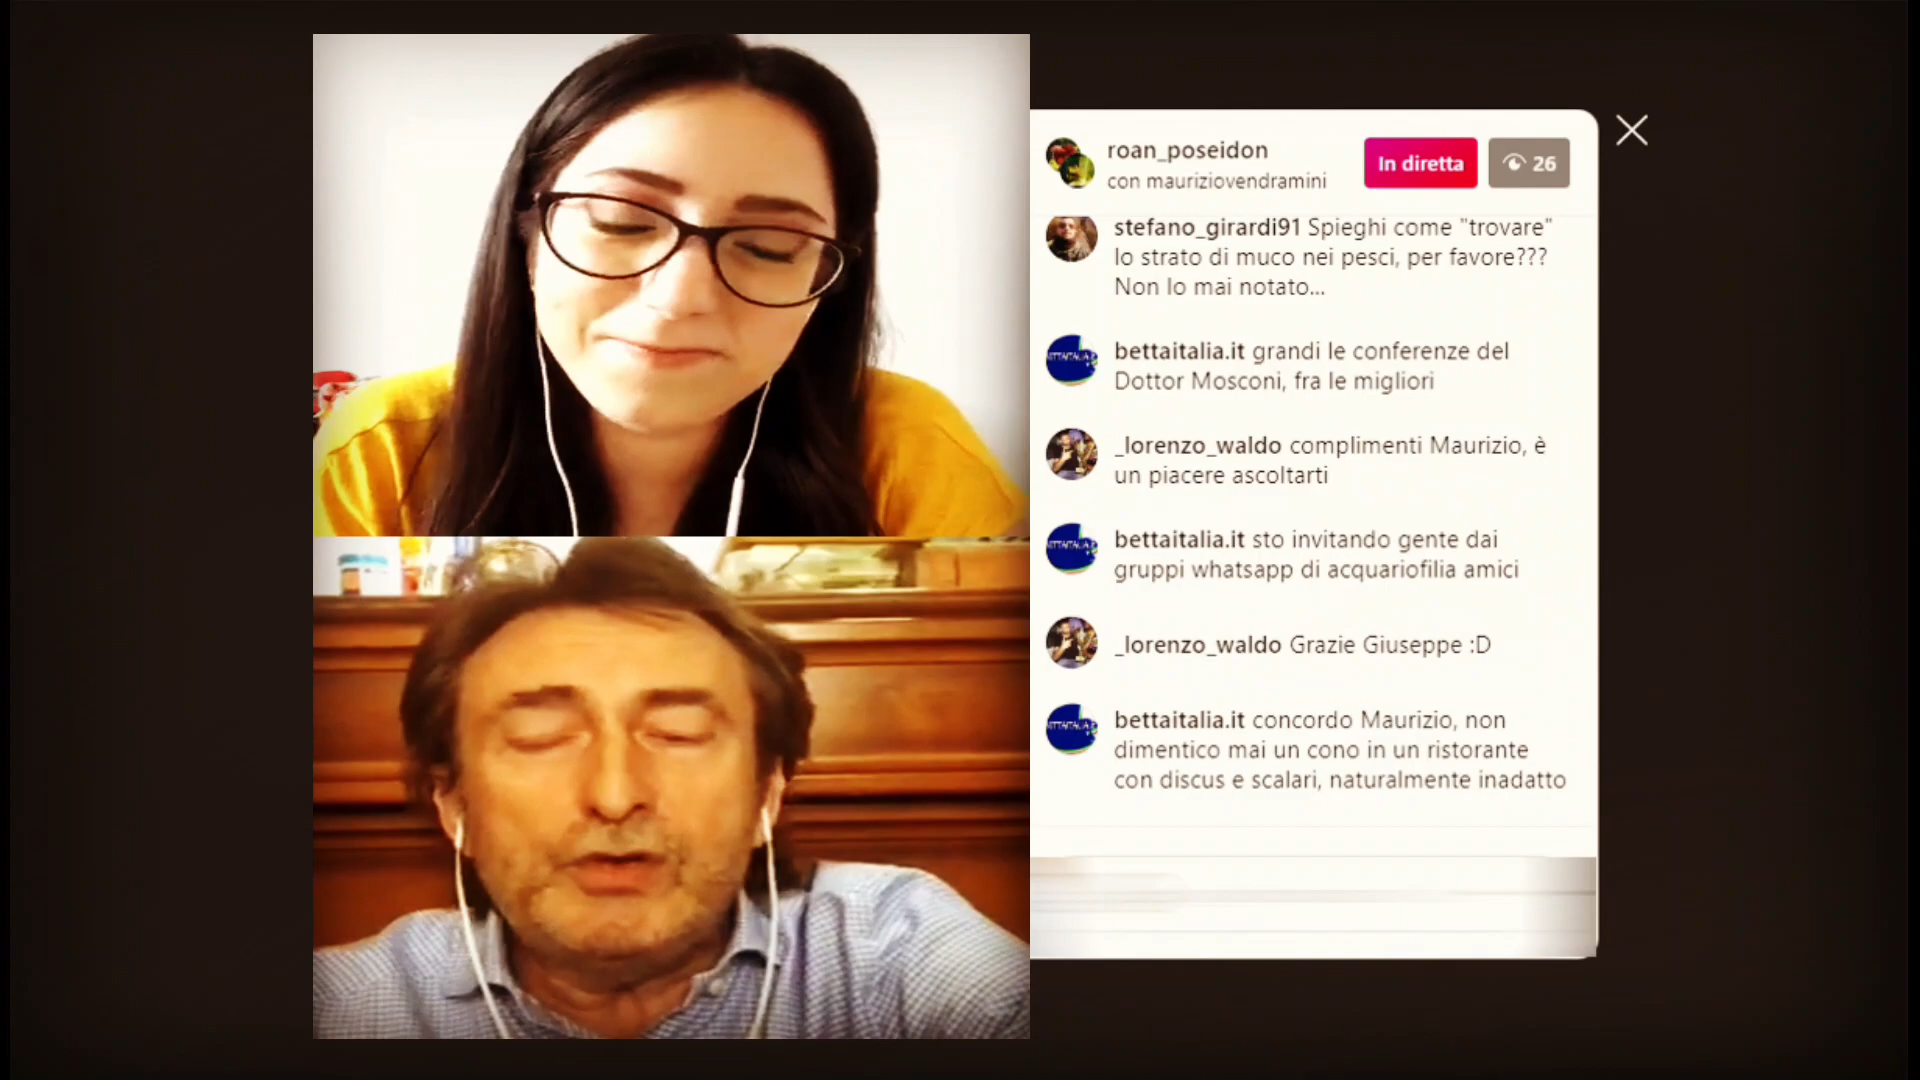 roan_poseidon
con mauriziovendramini
In diretta
26
stefano_girardi91 Spieghi come "trovare"
lo strato di muco nei pesci, per favore???
Non lo mai notato...
bettaitalia.it grandi le conferenze del
Dottor Mosconi, fra le migliori
_lorenzo_waldo complimenti Maurizio, è
un piacere ascoltarti
bettaitalia.it sto invitando gente dai
gruppi whatsapp di acquariofilia amici
_lorenzo_waldo Grazie Giuseppe :D
bettaitalia.it concordo Maurizio, non
dimentico mai un cono in un ristorante
con discus e scalari, naturalmente inadatto